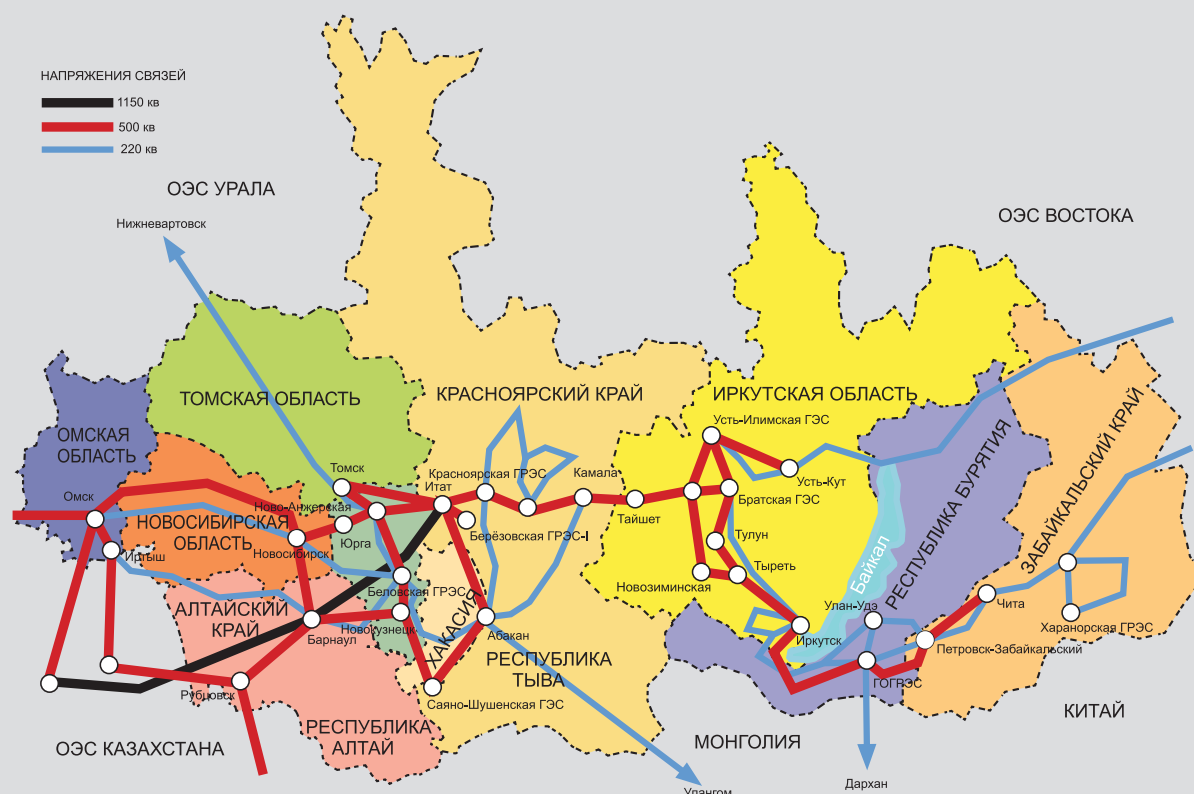 НАПРЯЖЕНИЯ СВЯЗЕЙ
1150 кв
500 кв
220 кв
ОЭС УРАЛА
Нижневартовск
ОЭС ВОСТОКА
ТОМСКАЯ ОБЛАСТЬ
КРАСНОЯРСКИЙ КРАЙ
ИРКУТСКАЯ ОБЛАСТЬ
ОМСКАЯ
ОБЛАСТЬ
Усть-Илимская ГЭС
Томск
Красноярская ГРЭС
Итат
Камала
Усть-Кут
Омск
Ново-Анжерская
Братская ГЭС
НОВОСИБИРСКАЯ
ОБЛАСТЬ
Тайшет
Юрга
Берёзовская ГРЭС-I
Тулун
Иртыш
Новосибирск
Тыреть
Байкал
РЕСПУБЛИКА БУРЯТИЯ
ЗАБАЙКАЛЬСКИЙ КРАЙ
Новозиминская
Беловская ГРЭС
АЛТАЙСКИЙ
КРАЙ
Улан-Удэ
Чита
Новокузнецк
Барнаул
ХАКАСИЯ
Абакан
Иркутск
Харанорская ГРЭС
Петровск-Забайкальский
РЕСПУБЛИКА
ТЫВА
ГОГРЭС
Рубцовск
Саяно-Шушенская ГЭС
КИТАЙ
РЕСПУБЛИКА
АЛТАЙ
ОЭС КАЗАХСТАНА
МОНГОЛИЯ
Дархан
Улангом